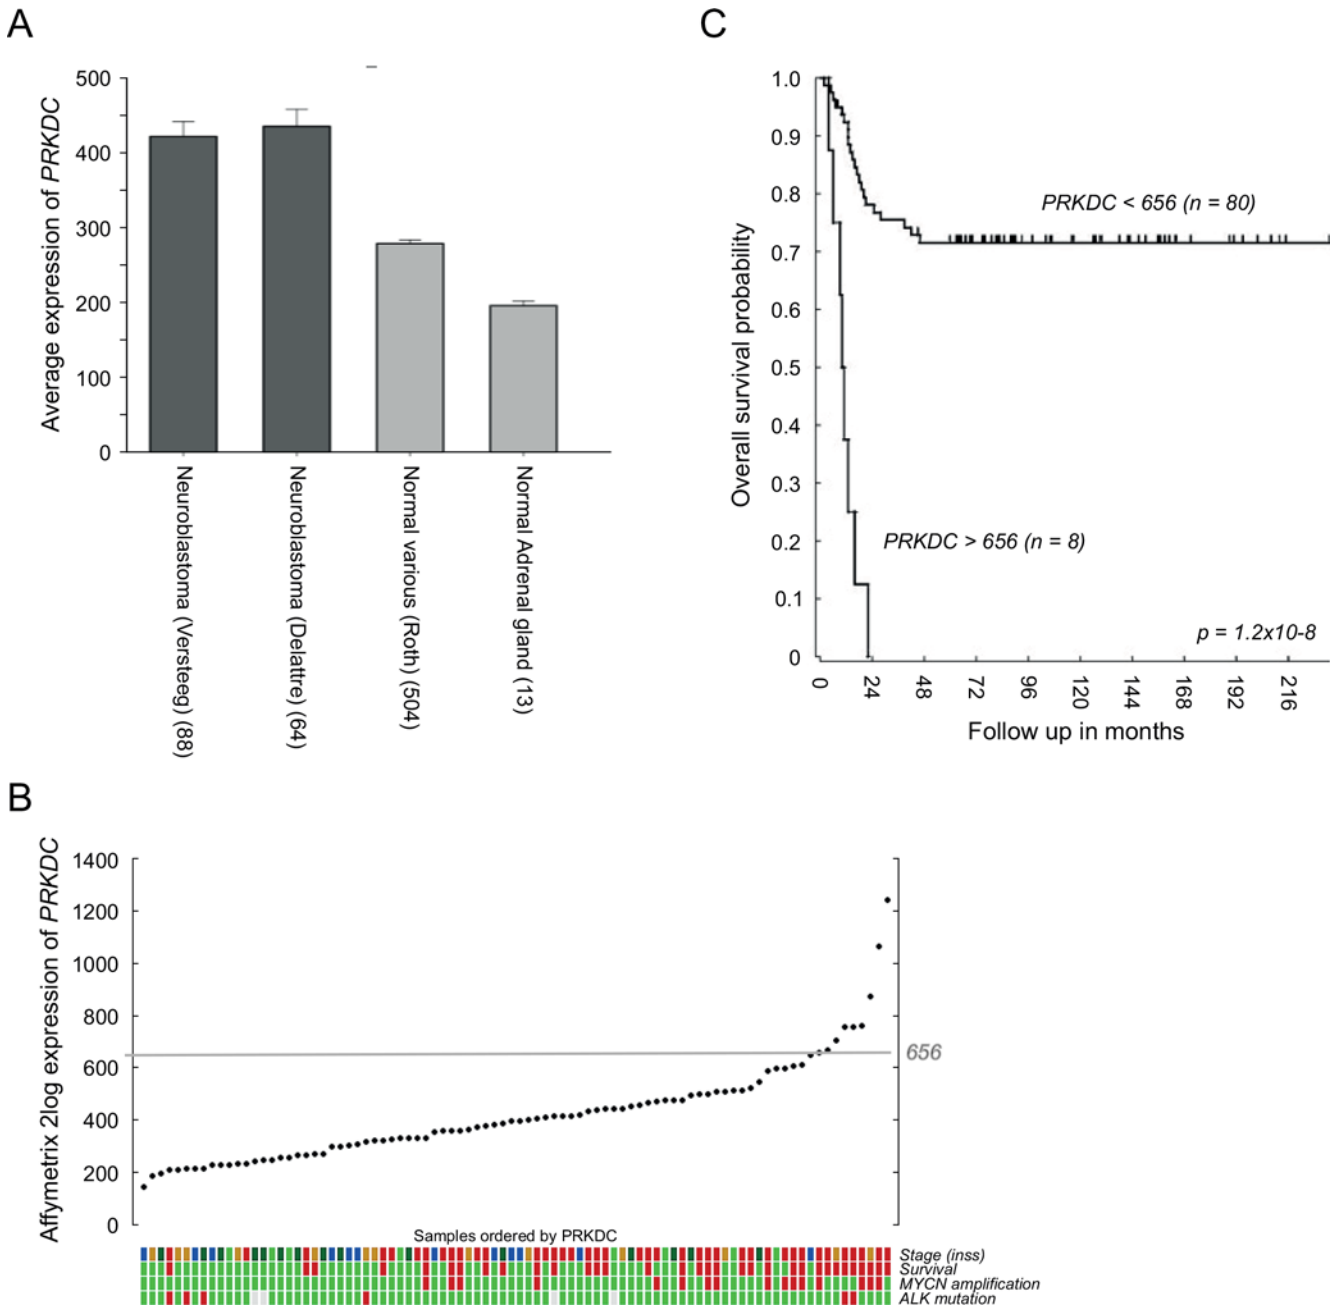 A
Average expression of PRKDC
500
400
300
200
100
0
Neuroblastoma (Versteeg) (88)
Neuroblastoma (Delattre) (64)
Normal various (Roth) (504)
Normal Adrenal gland (13)
C
Overall survival probability
1.0
0.9
0.8
0.7
0.6
0.5
0.4
0.3
0.2
0.1
0
PRKDC < 656 (n = 80)
PRKDC > 656 (n = 8)
p = 1.2x10-8
0 24 48 72 96 120 144 168 192 216
Follow up in months
B
Affymetrix 2log expression of PRKDC
1400
1200
1000
800
600
400
200
0
656
Samples ordered by PRKDC
Stage (inss)
Survival
MYCN amplification
ALK mutation